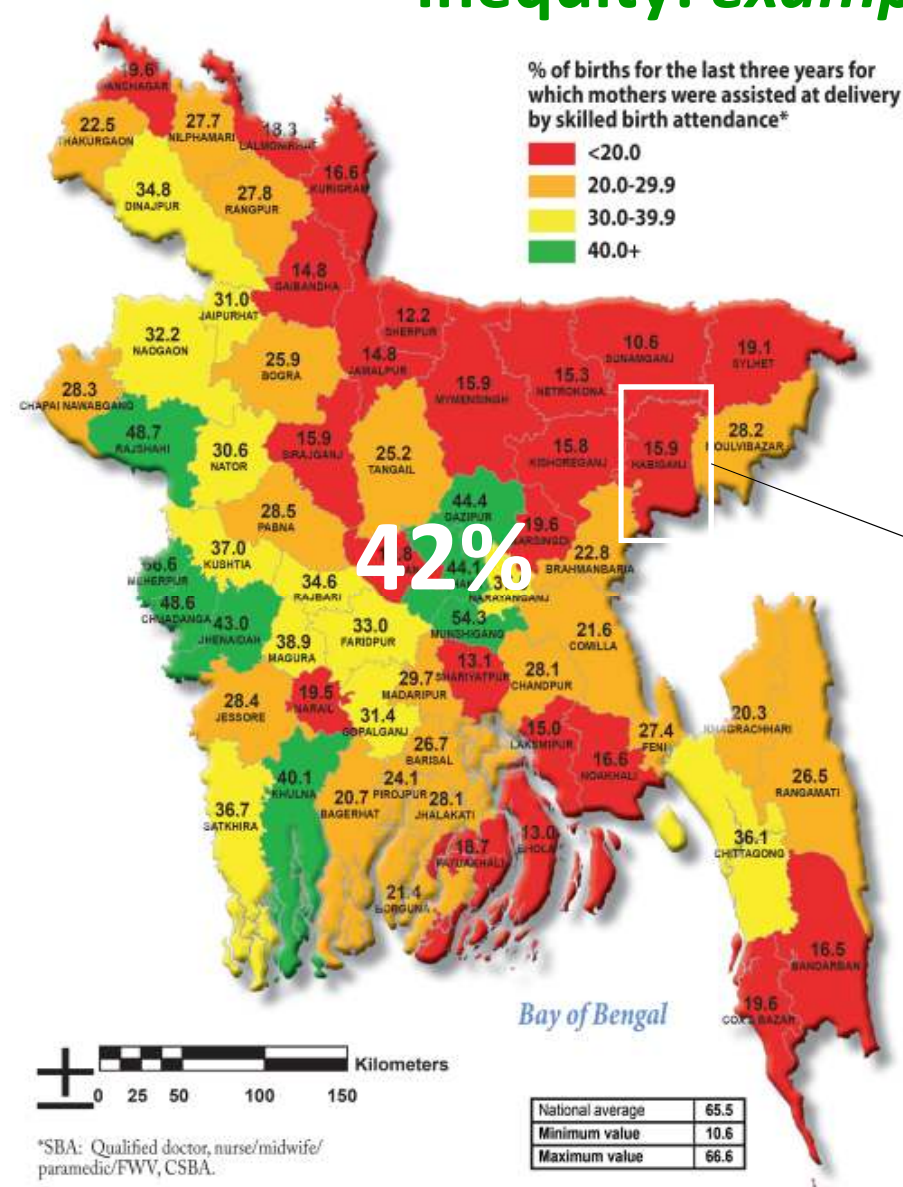 % of births for the last three years for
which mothers were assisted at delivery
by skilled birth attendance*
<20.0
20.0-29.9
30.0-39.9
40.0+
22.5
THAKURGAON
27.7
NILPHAMARI
18.3
16.6
KURIGRAM
34.8
DINAJPUR
27.8
RANGPUR
14.8
GAIBANDHA
31.0
JAIPURHAT
12.2
SHERPUR
32.2
NAOGAON
25.9
BOGRA
14.8
JAMALPUR
10.6
SUNAMGANJ
19.1
SYLHET
15.9
MYMENSINGH
15.3
NETROKONA
28.3
CHAPAI NAWABGANG
48.7
RAJSHAHI
30.6
NATOR
15.9
SIRAJGANJ
25.2
TANGAIL
15.8
KISHOREGANJ
15.9
HABIGANJ
28.2
28.5
PABNA
44.4
19.6
42%
37.0
KUSHTIA
22.8
BRAHMANBARIA
66.6
MEHERPUR
34.6
RAJBARI
NARAYANGANJ
48.6
CHUADANGA
43.0
JHENAIDAH
38.9
MAGURA
33.0
FARIDPUR
54.3
MUNSHIGANG
21.6
COMILLA
13.1
SHARIYATPUR
28.1
CHANDPUR
28.4
JESSORE
19.5
NARAIL
29.7
MADARIPUR
31.4
GOPALGANJ
15.0
LAKSMIPUR
27.4
FENI
20.3
KHAGRACHHARI
26.7
BARISAL
16.6
NOAKHALI
40.1
KHULNA
24.1
PIROJPUR
26.5
RANGAMATI
36.7
SATKHIRA
20.7
BAGERHAT
28.1
JHALAKATI
18.7
13.0
BHOLA
36.1
CHITTAGONG
21.4
BORGUNA
16.5
BANDARBAN
19.6
COX'S BAZAR
Bay of Bengal
Kilometers
0 25 50 100 150
National average 65.5
Minimum value 10.6
Maximum value 66.6
*SBA: Qualified doctor, nurse/midwife/
paramedic/FWV, CSBA.